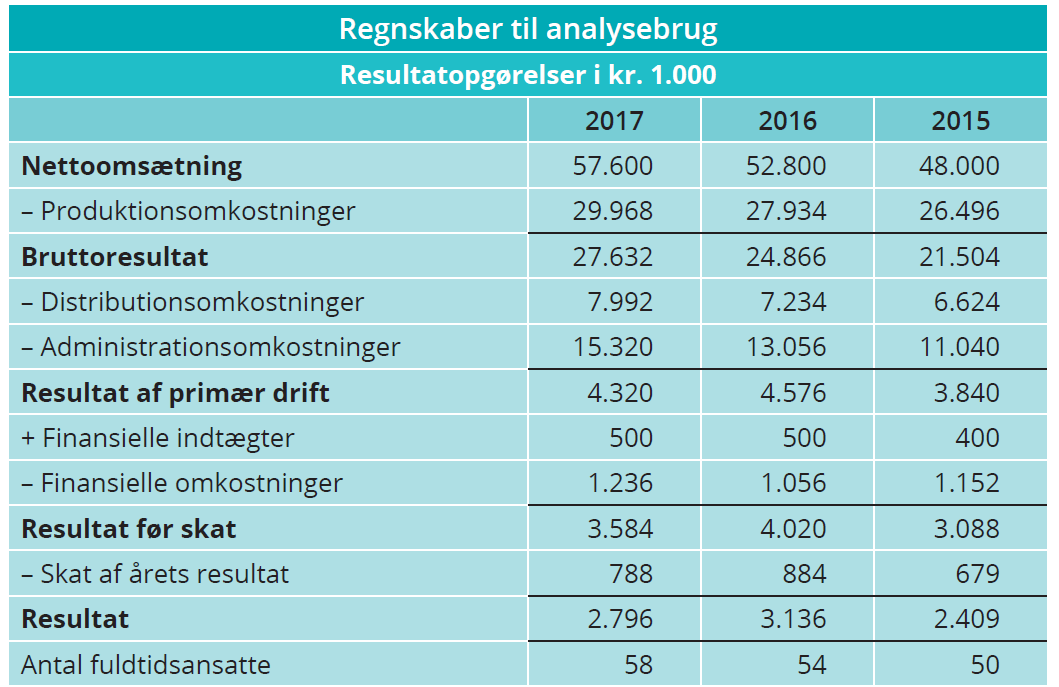 Regnskaber til analysebrug
Resultatopgørelser i kr. 1.000
2017 2016 2015
Nettoomsætning 57.600 52.800 48.000
– Produktionsomkostninger 29.968 27.934 26.496
Bruttoresultat 27.632 24.866 21.504
– Distributionsomkostninger 7.992 7.234 6.624
– Administrationsomkostninger 15.320 13.056 11.040
Resultat af primær drift 4.320 4.576 3.840
+ Finansielle indtægter 500 500 400
– Finansielle omkostninger 1.236 1.056 1.152
Resultat før skat 3.584 4.020 3.088
– Skat af årets resultat 788 884 679
Resultat 2.796 3.136 2.409
Antal fuldtidsansatte 58 54 50